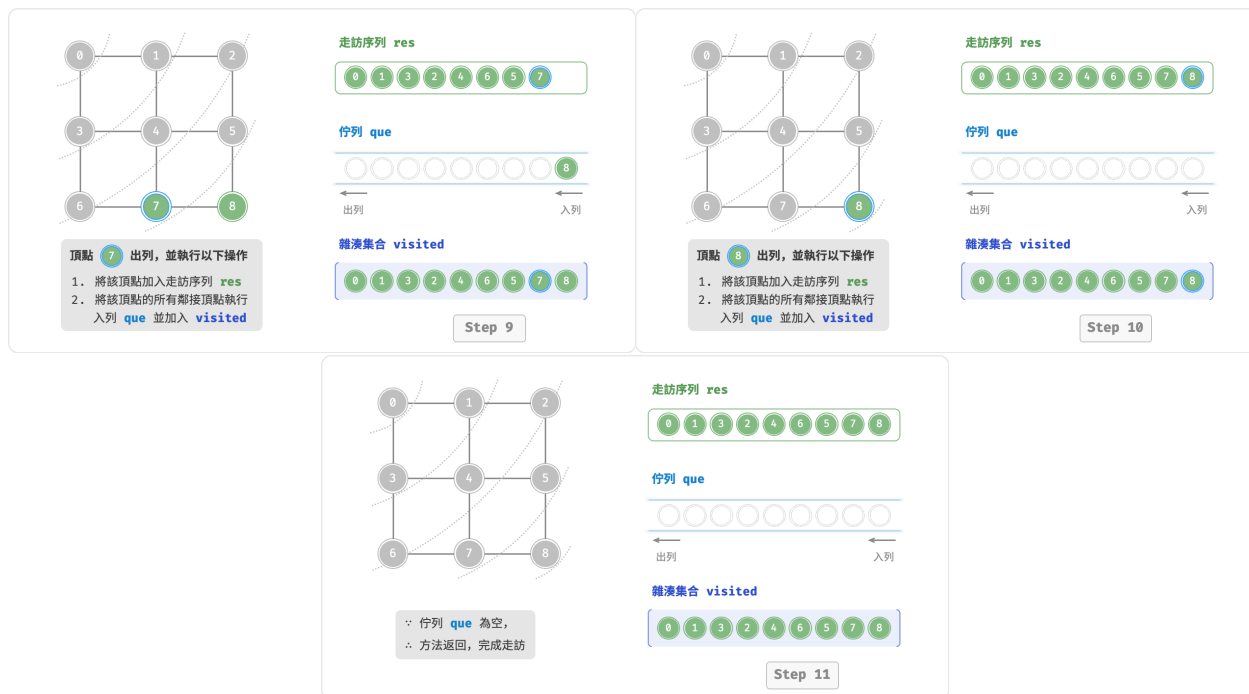 0 1 2
3 4 5
6 7 8
頂點 7 出列，並執行以下操作
1. 將該頂點加入走訪序列 res
2. 將該頂點的所有鄰接頂點執行
入列 que 並加入 visited
走訪序列 res
0 1 3 2 4 6 5 7
佇列 que
8
出列 入列
雜湊集合 visited
0 1 3 2 4 6 5 7 8
Step 9
0 1 2
3 4 5
6 7 8
頂點 8 出列，並執行以下操作
1. 將該頂點加入走訪序列 res
2. 將該頂點的所有鄰接頂點執行
入列 que 並加入 visited
走訪序列 res
0 1 3 2 4 6 5 7 8
佇列 que
出列 入列
雜湊集合 visited
0 1 3 2 4 6 5 7 8
Step 10
0 1 2
3 4 5
6 7 8
∵ 佇列 que 為空，
∴ 方法返回，完成走訪
走訪序列 res
0 1 3 2 4 6 5 7 8
佇列 que
出列 入列
雜湊集合 visited
0 1 3 2 4 6 5 7 8
Step 11